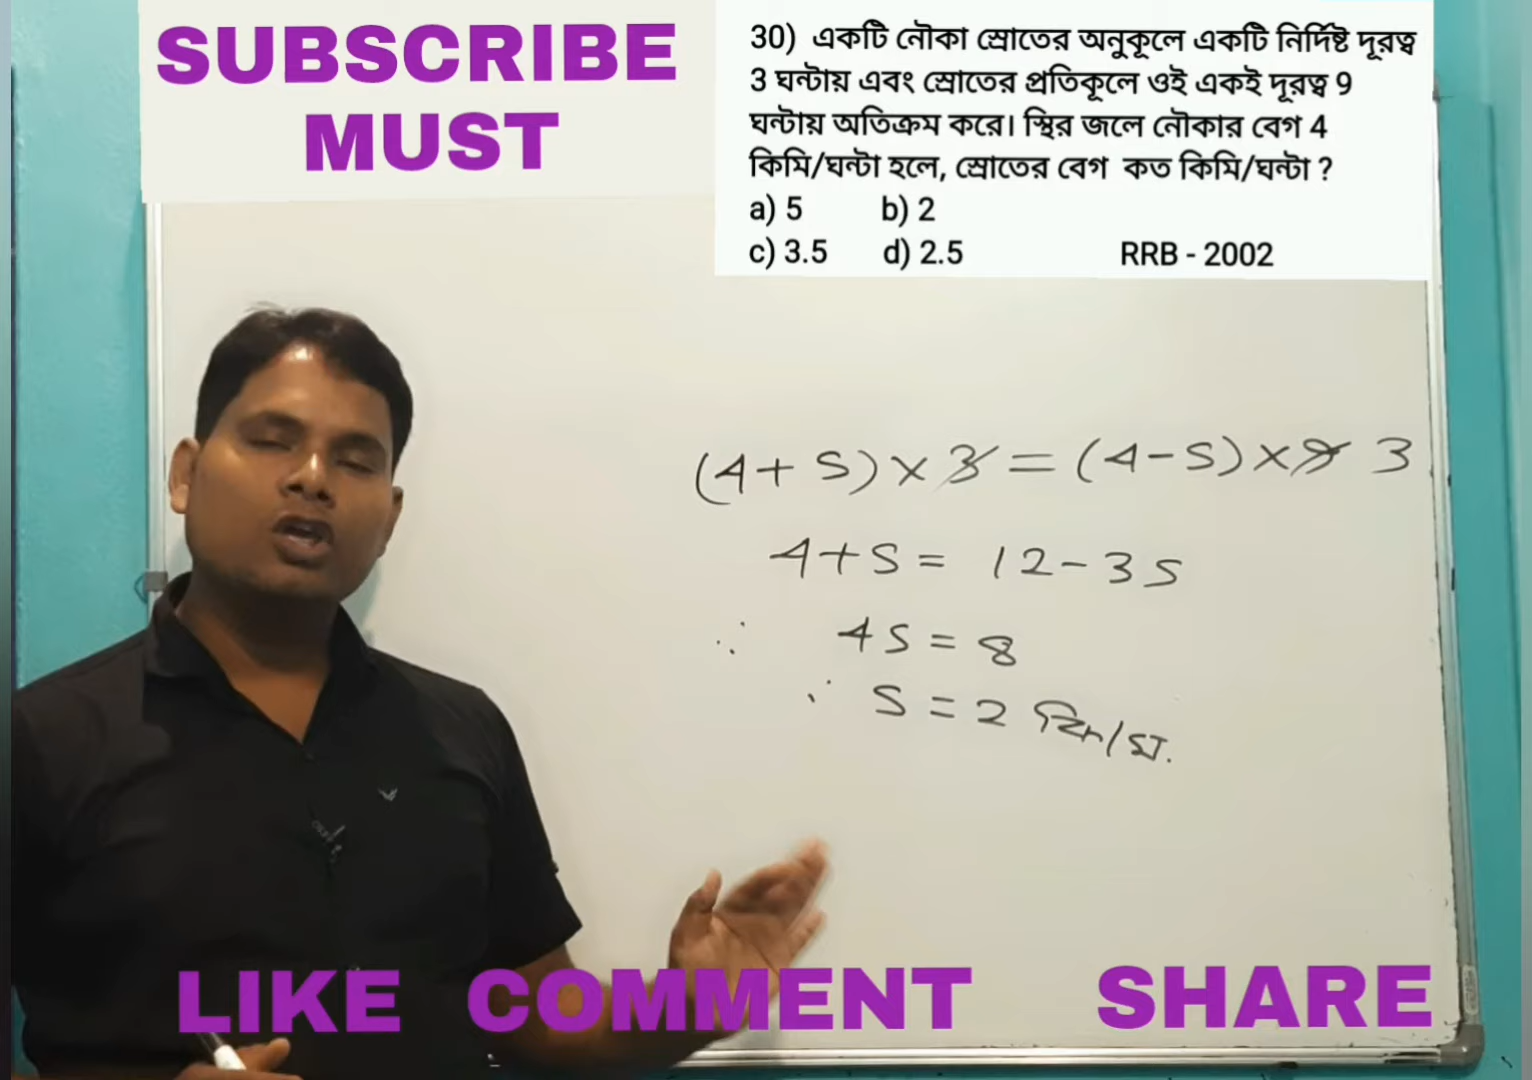 SUBSCRIBE
MUST
30) একটি নৌকা স্রোতের অনুকূলে একটি নির্দিষ্ট দূরত্ব
3 ঘন্টায় এবং স্রোতের প্রতিকূলে ওই একই দূরত্ব 9
ঘন্টায় অতিক্রম করে। স্থির জলে নৌকার বেগ 4
কিমি/ঘন্টা হলে, স্রোতের বেগ কত কিমি/ঘন্টা ?
a) 5 b) 2
c) 3.5 d) 2.5 RRB - 2002
(4+S)×3=(4-S)×9 3
4+S = 12-3S
∴ 4S = 8
∴ S = 2 কিমি/ঘ.
LIKE COMMENT SHARE